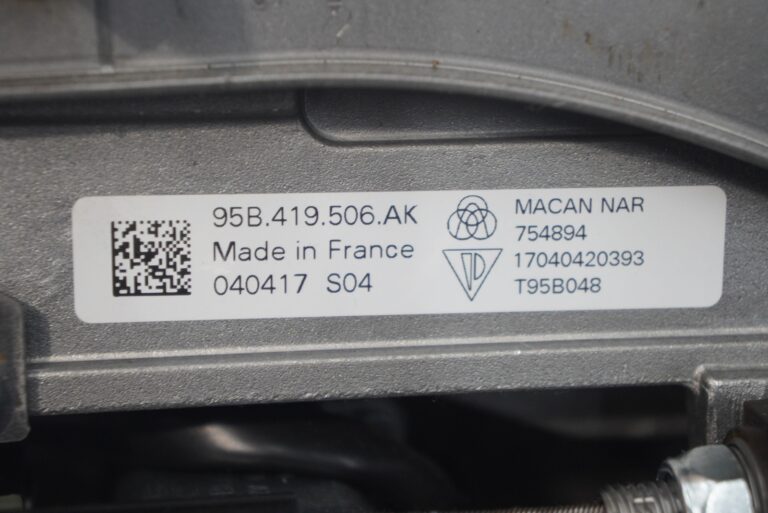 95B.419.506.AK
Made in France
040417 S04
MACAN NAR
754894
17040420393
T95B048